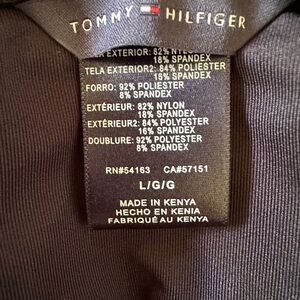 TOMMY HILFIGER
TELA EXTERIOR: 82% NYLON
18% SPANDEX
TELA EXTERIOR2: 84% POLIESTER
16% SPANDEX
FORRO: 92% POLIESTER
8% SPANDEX
EXTÉRIEUR: 82% NYLON
18% SPANDEX
EXTÉRIEUR2: 84% POLYESTER
16% SPANDEX
DOUBLURE: 92% POLYESTER
8% SPANDEX
RN#54163 CA#57151
L/G/G
MADE IN KENYA
HECHO EN KENIA
FABRIQUÉ AU KENYA